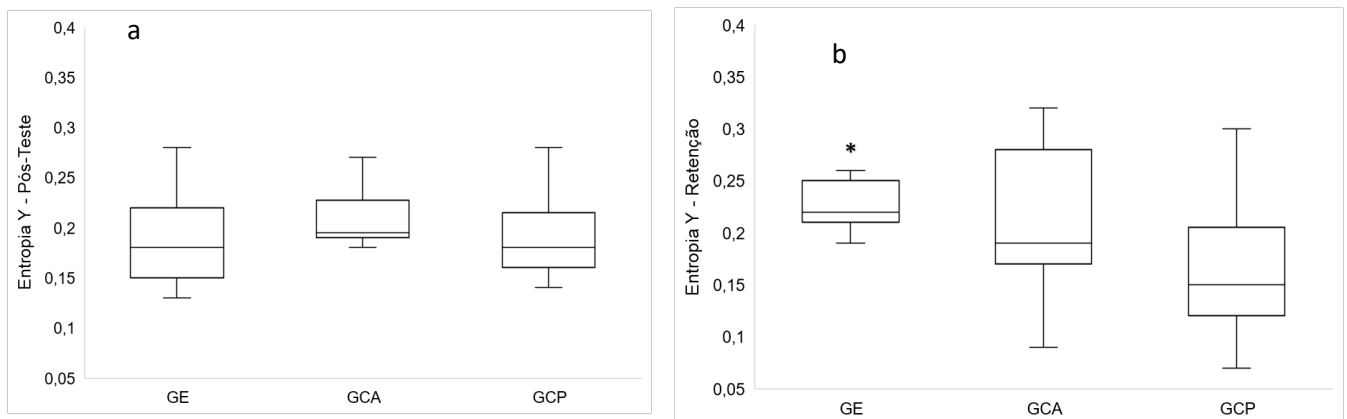 a
Entropia Y - Pós-Teste
0,4
0,35
0,3
0,25
0,2
0,15
0,1
0,05
GE GCA GCP
b
Entropia Y - Retenção
0,4
0,35
0,3
0,25
0,2
0,15
0,1
0,05
*
GE GCA GCP